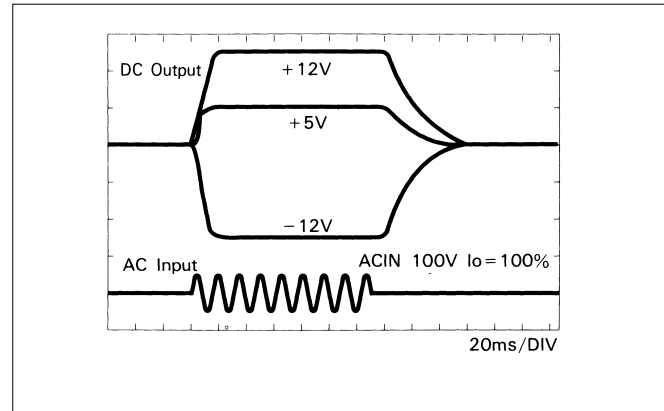 DC Output
+12V
+5V
−12V
AC Input
ACIN 100V Io=100%
20ms/DIV